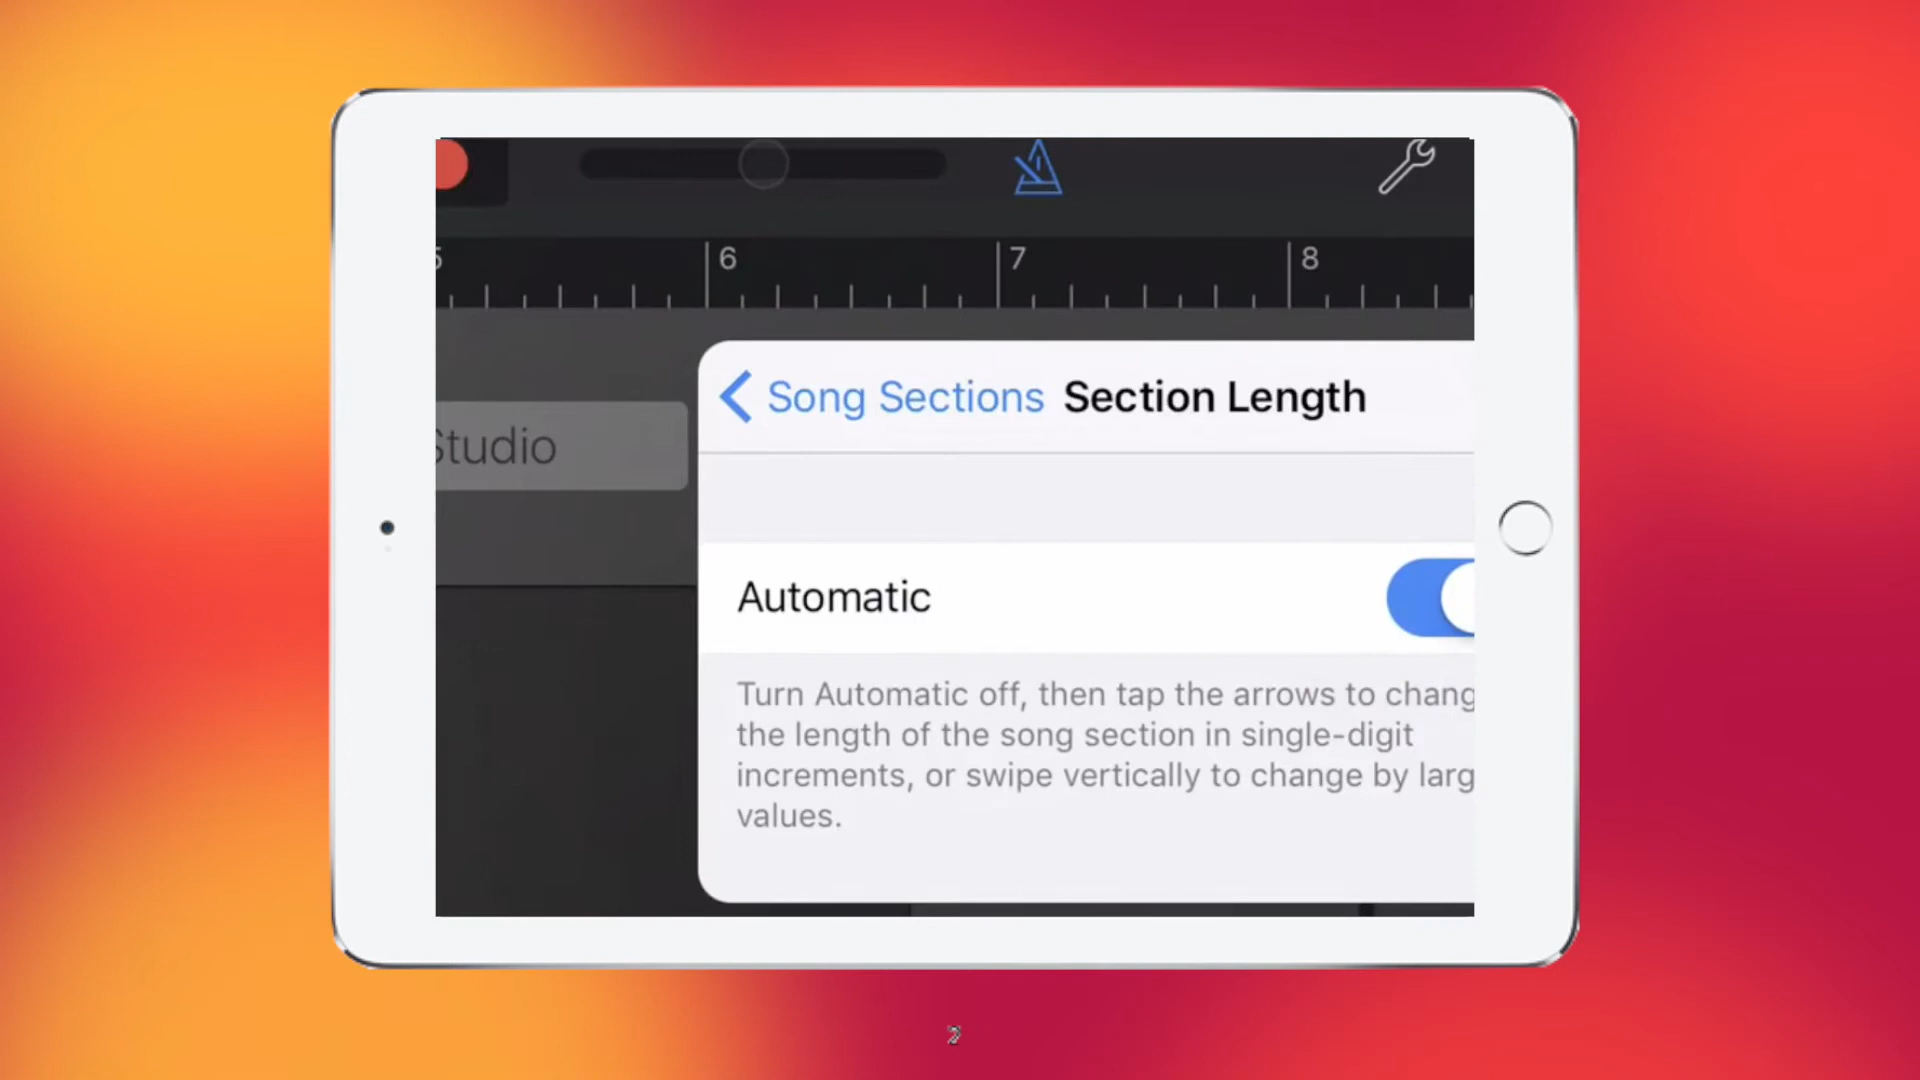 5 6 7 8
Song Sections Section Length
Studio
Automatic
Turn Automatic off, then tap the arrows to chang
the length of the song section in single-digit
increments, or swipe vertically to change by larg
values.